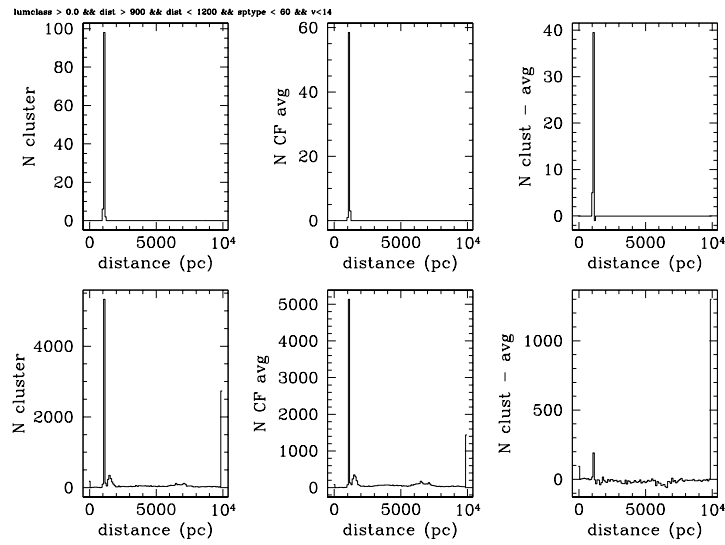 lumclass > 0.0 && dist > 900 && dist < 1200 && sptype < 60 && v<14
N cluster
100
80
60
40
20
0
0 5000 10⁴
distance (pc)
N CF avg
60
40
20
0
0 5000 10⁴
distance (pc)
N clust − avg
40
30
20
10
0
0 5000 10⁴
distance (pc)
N cluster
4000
2000
0
0 5000 10⁴
distance (pc)
N CF avg
5000
4000
3000
2000
1000
0
0 5000 10⁴
distance (pc)
N clust − avg
1000
500
0
0 5000 10⁴
distance (pc)